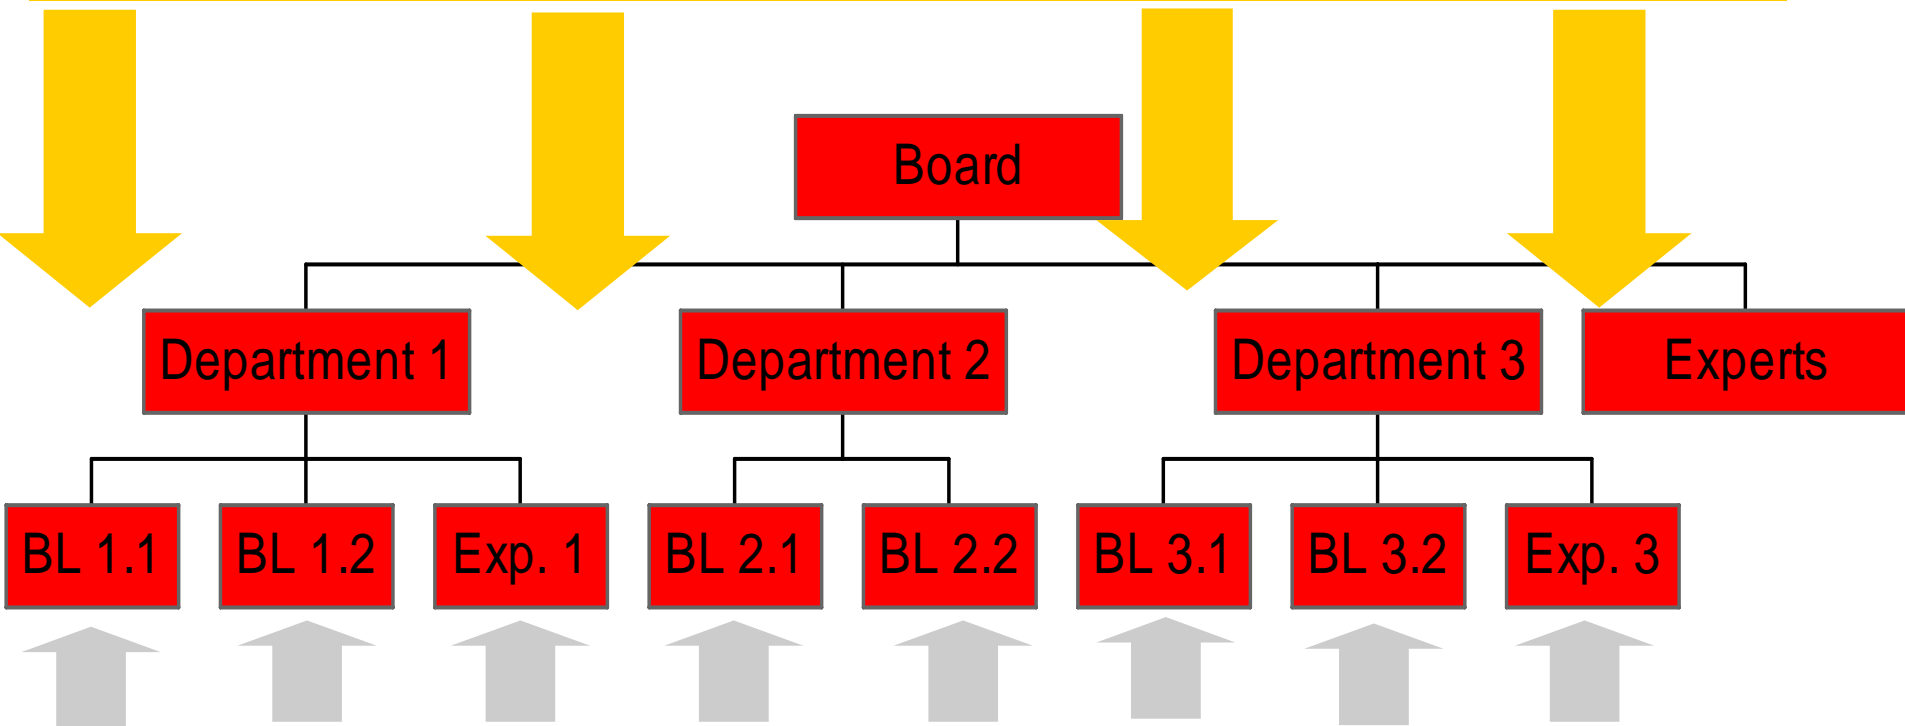 Board
Department 1
Department 2
Department 3
Experts
BL 1.1
BL 1.2
Exp. 1
BL 2.1
BL 2.2
BL 3.1
BL 3.2
Exp. 3